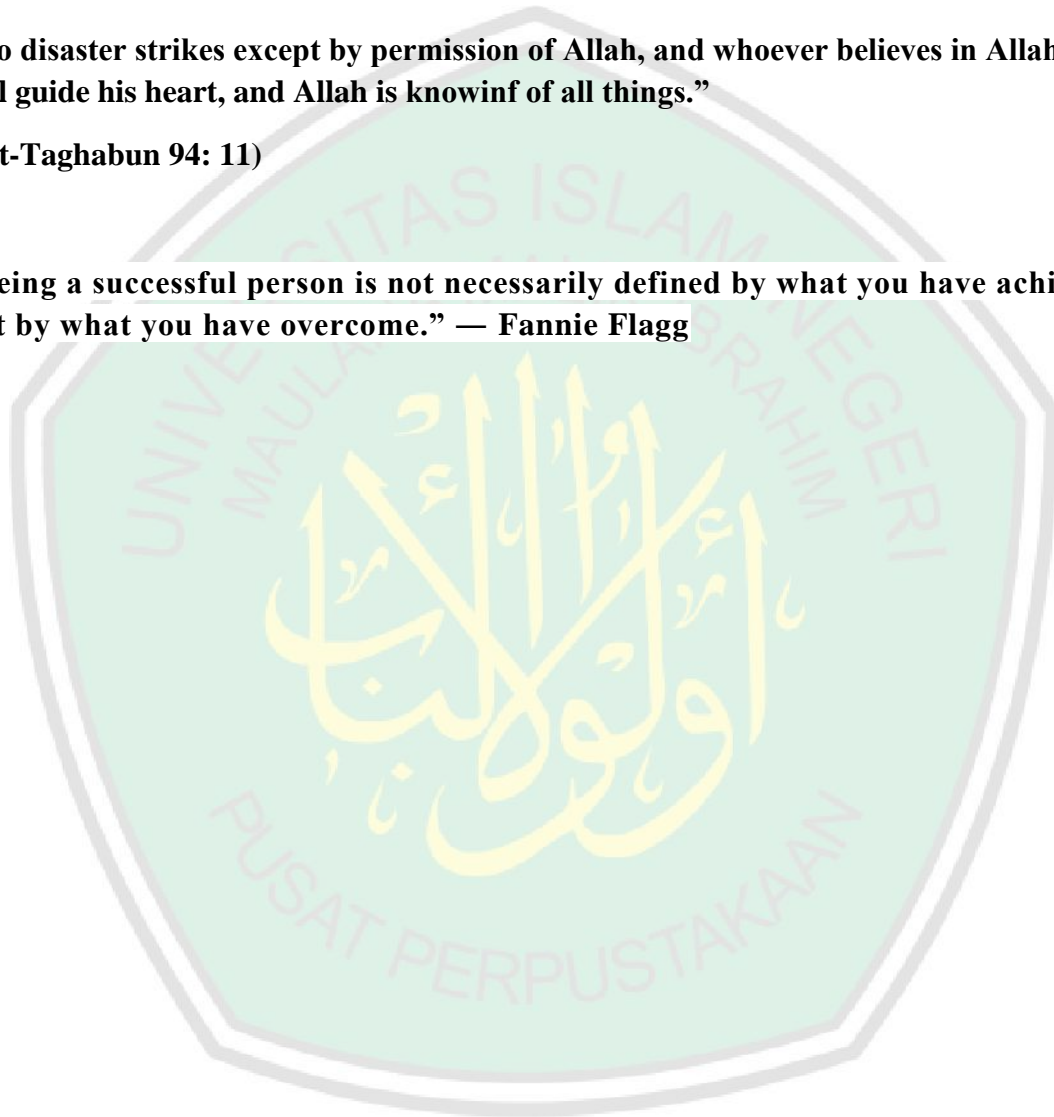 o disaster strikes except by permission of Allah, and whoever believes in Allah
l guide his heart, and Allah is knowinf of all things.”
t-Taghabun 94: 11)
eing a successful person is not necessarily defined by what you have achi
t by what you have overcome.” — Fannie Flagg
UNIVERSITAS ISLAM NEGERI
MAULANA MALIK IBRAHIM
أولوا الألباب
PUSAT PERPUSTAKAAN